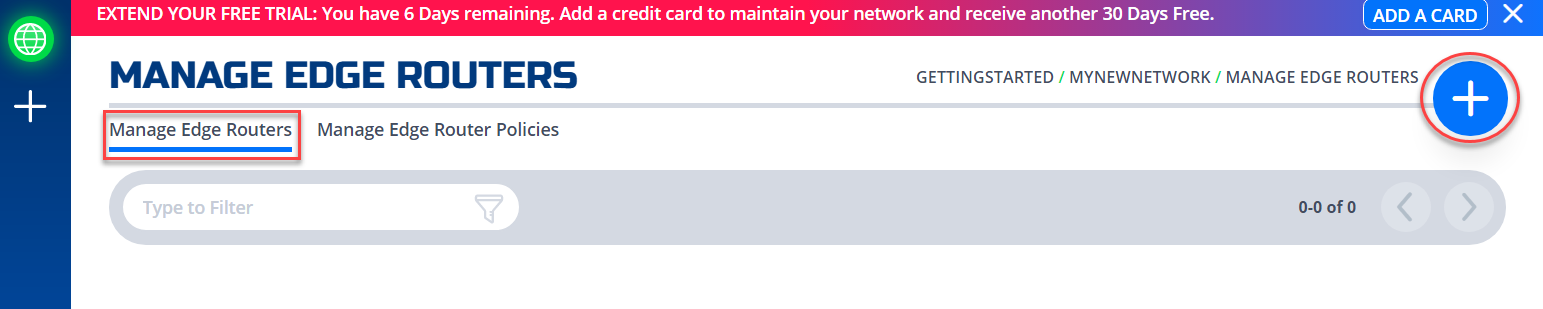 EXTEND YOUR FREE TRIAL: You have 6 Days remaining. Add a credit card to maintain your network and receive another 30 Days Free.
ADD A CARD
MANAGE EDGE ROUTERS
GETTINGSTARTED / MYNEWNETWORK / MANAGE EDGE ROUTERS
Manage Edge Routers
Manage Edge Router Policies
Type to Filter
0-0 of 0